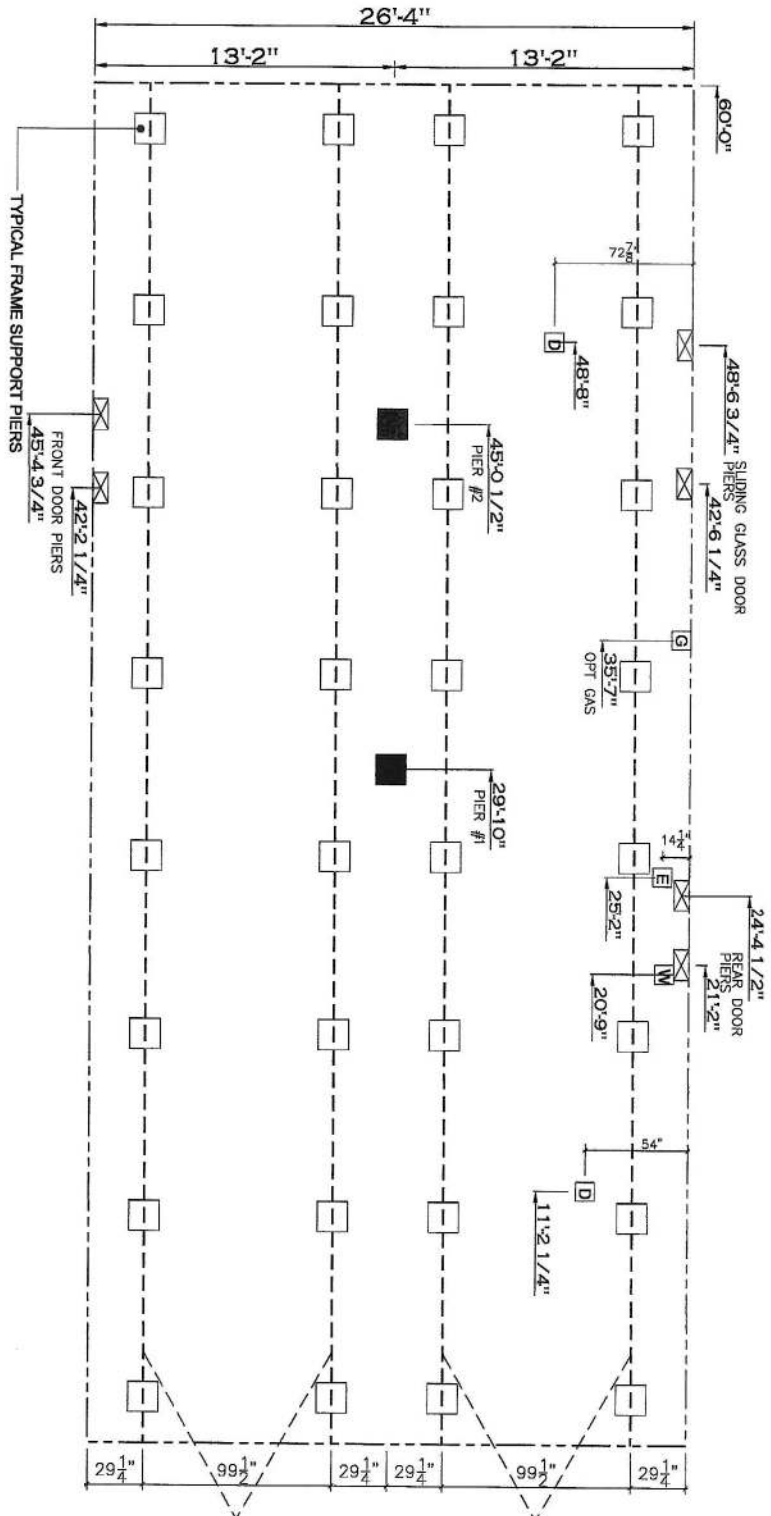 26'-4"
13'-2"
13'-2"
60'-0"
TYPICAL FRAME SUPPORT PIERS
72 7/8"
D
48'-8"
48'-6 3/4"
SLIDING GLASS DOOR
PIERS
42'-6 1/4"
45'-0 1/2"
PIER #2
45'-4 3/4"
FRONT DOOR PIERS
42'-2 1/4"
G
35'-7"
OPT GAS
29'-10"
PIER #1
14 1/4"
E
25'-2"
24'-4 1/2"
REAR DOOR
PIERS
21'-2"
W
20'-9"
54"
D
11'-2 1/4"
29 1/4"
99 1/2"
29 1/4"
29 1/4"
99 1/2"
29 1/4"